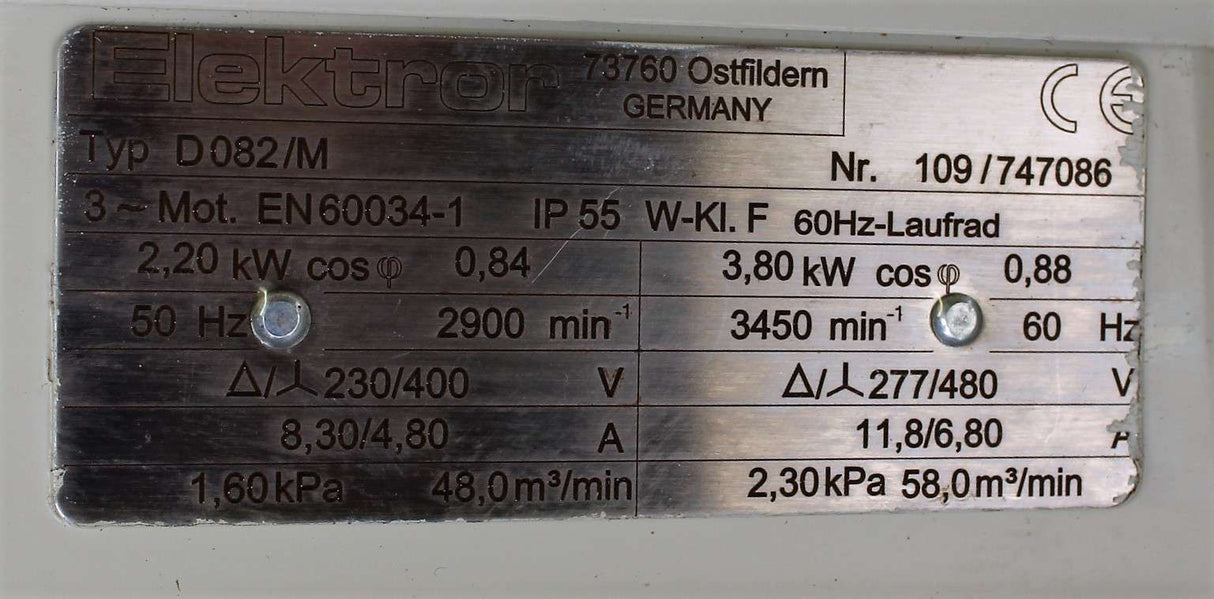 Elektror 73760 Ostfildern
GERMANY
CE
Typ D082/M Nr. 109/747086
3 ~ Mot. EN 60034-1 IP 55 W-Kl. F 60Hz-Laufrad
2,20 kW cos φ 0,84 3,80 kW cos φ 0,88
50 Hz 2900 min⁻¹ 3450 min⁻¹ 60 Hz
Δ/⅄ 230/400 V Δ/⅄ 277/480 V
8,30/4,80 A 11,8/6,80 A
1,60 kPa 48,0 m³/min 2,30 kPa 58,0 m³/min